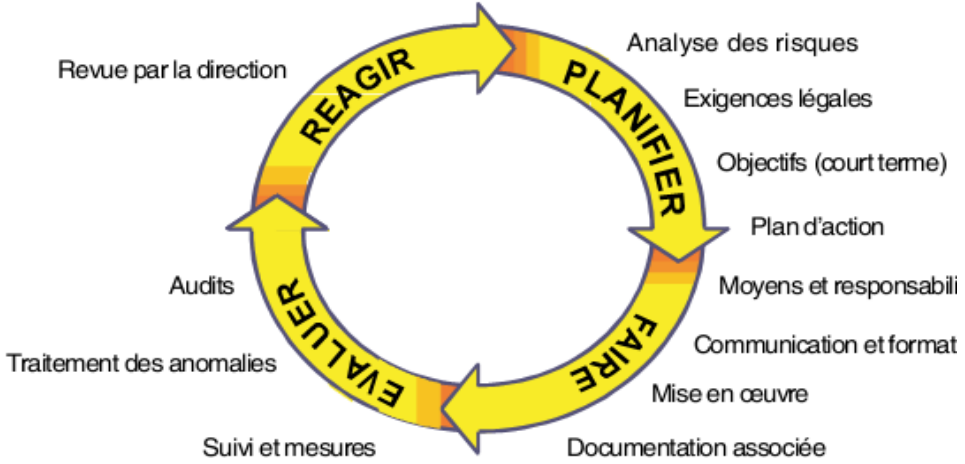 REAGIR
PLANIFIER
FAIRE
EVALUER
Analyse des risques
Exigences légales
Objectifs (court terme)
Plan d'action
Moyens et responsabili
Communication et format
Mise en œuvre
Documentation associée
Suivi et mesures
Traitement des anomalies
Audits
Revue par la direction